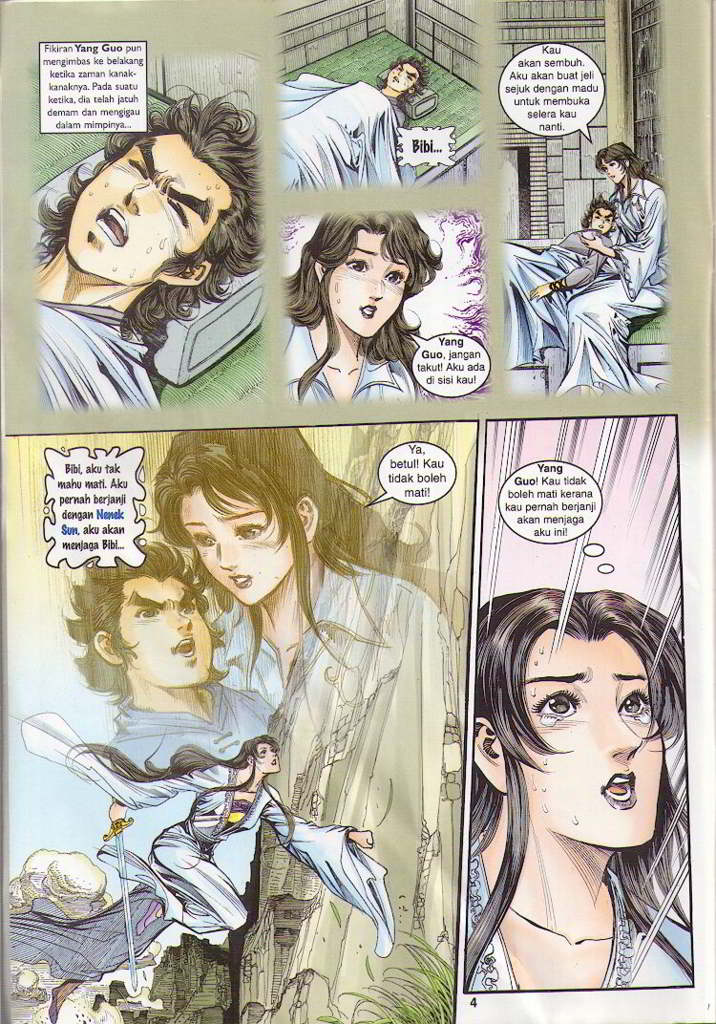 Fikiran Yang Guo pun
mengimbas ke belakang
ketika zaman kanak-
kanaknya. Pada suatu
ketika, dia telah jatuh
demam dan mengigau
dalam mimpinya...
Bibi...
Yang
Guo, jangan
takut! Aku ada
di sisi kau!
Kau
akan sembuh.
Aku akan buat jeli
sejuk dengan madu
untuk membuka
selera kau
nanti.
Bibi, aku tak
mahu mati. Aku
pernah berjanji
dengan Nenek
Sun, aku akan
menjaga Bibi...
Ya,
betul! Kau
tidak boleh
mati!
Yang
Guo! Kau tidak
boleh mati kerana
kau pernah berjanji
akan menjaga
aku ini!
4